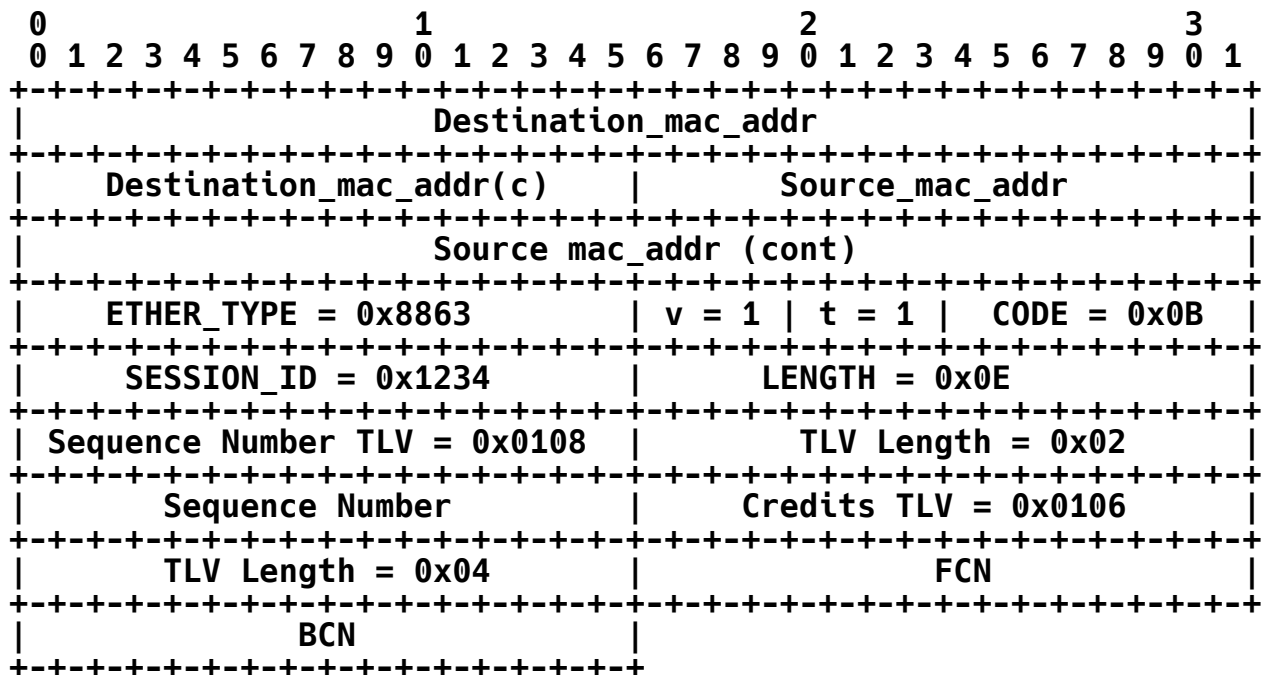 0                   1                   2                   3
 0 1 2 3 4 5 6 7 8 9 0 1 2 3 4 5 6 7 8 9 0 1 2 3 4 5 6 7 8 9 0 1
+-+-+-+-+-+-+-+-+-+-+-+-+-+-+-+-+-+-+-+-+-+-+-+-+-+-+-+-+-+-+-+-+
|                     Destination_mac_addr                      |
+-+-+-+-+-+-+-+-+-+-+-+-+-+-+-+-+-+-+-+-+-+-+-+-+-+-+-+-+-+-+-+-+
|    Destination_mac_addr(c)    |       Source_mac_addr         |
+-+-+-+-+-+-+-+-+-+-+-+-+-+-+-+-+-+-+-+-+-+-+-+-+-+-+-+-+-+-+-+-+
|                     Source mac_addr (cont)                    |
+-+-+-+-+-+-+-+-+-+-+-+-+-+-+-+-+-+-+-+-+-+-+-+-+-+-+-+-+-+-+-+-+
|    ETHER_TYPE = 0x8863        | v = 1 | t = 1 |  CODE = 0x0B  |
+-+-+-+-+-+-+-+-+-+-+-+-+-+-+-+-+-+-+-+-+-+-+-+-+-+-+-+-+-+-+-+-+
|     SESSION_ID = 0x1234       |      LENGTH = 0x0E            |
+-+-+-+-+-+-+-+-+-+-+-+-+-+-+-+-+-+-+-+-+-+-+-+-+-+-+-+-+-+-+-+-+
| Sequence Number TLV = 0x0108  |        TLV Length = 0x02      |
+-+-+-+-+-+-+-+-+-+-+-+-+-+-+-+-+-+-+-+-+-+-+-+-+-+-+-+-+-+-+-+-+
|       Sequence Number         |     Credits TLV = 0x0106      |
+-+-+-+-+-+-+-+-+-+-+-+-+-+-+-+-+-+-+-+-+-+-+-+-+-+-+-+-+-+-+-+-+
|       TLV Length = 0x04       |               FCN             |
+-+-+-+-+-+-+-+-+-+-+-+-+-+-+-+-+-+-+-+-+-+-+-+-+-+-+-+-+-+-+-+-+
|              BCN              |
+-+-+-+-+-+-+-+-+-+-+-+-+-+-+-+-+